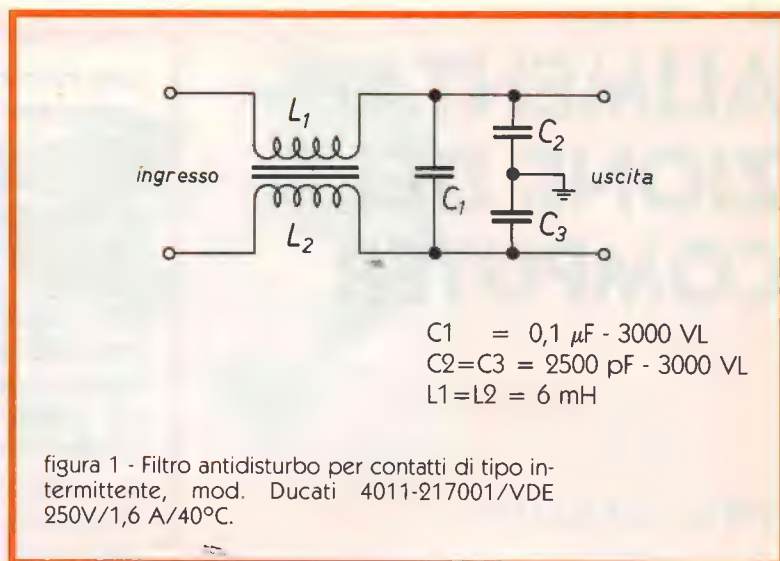 L1
ingresso
L2
C1
C2
uscita
C3
C1 = 0,1 µF - 3000 VL
C2=C3 = 2500 pF - 3000 VL
L1=L2 = 6 mH
figura 1 - Filtro antidisturbo per contatti di tipo in-
termittente, mod. Ducati 4011-217001/VDE
250V/1,6 A/40°C.